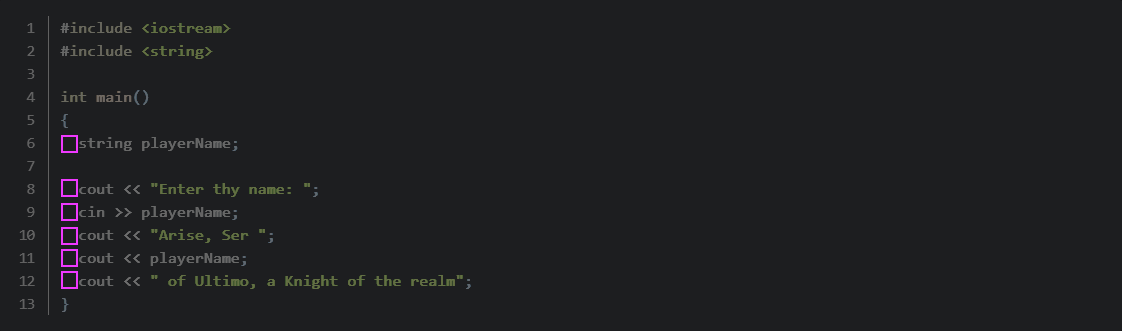 1 #include <iostream>
2 #include <string>
3
4 int main()
5 {
6 string playerName;
7
8 cout << "Enter thy name: ";
9 cin >> playerName;
10 cout << "Arise, Ser ";
11 cout << playerName;
12 cout << " of Ultimo, a Knight of the realm";
13 }